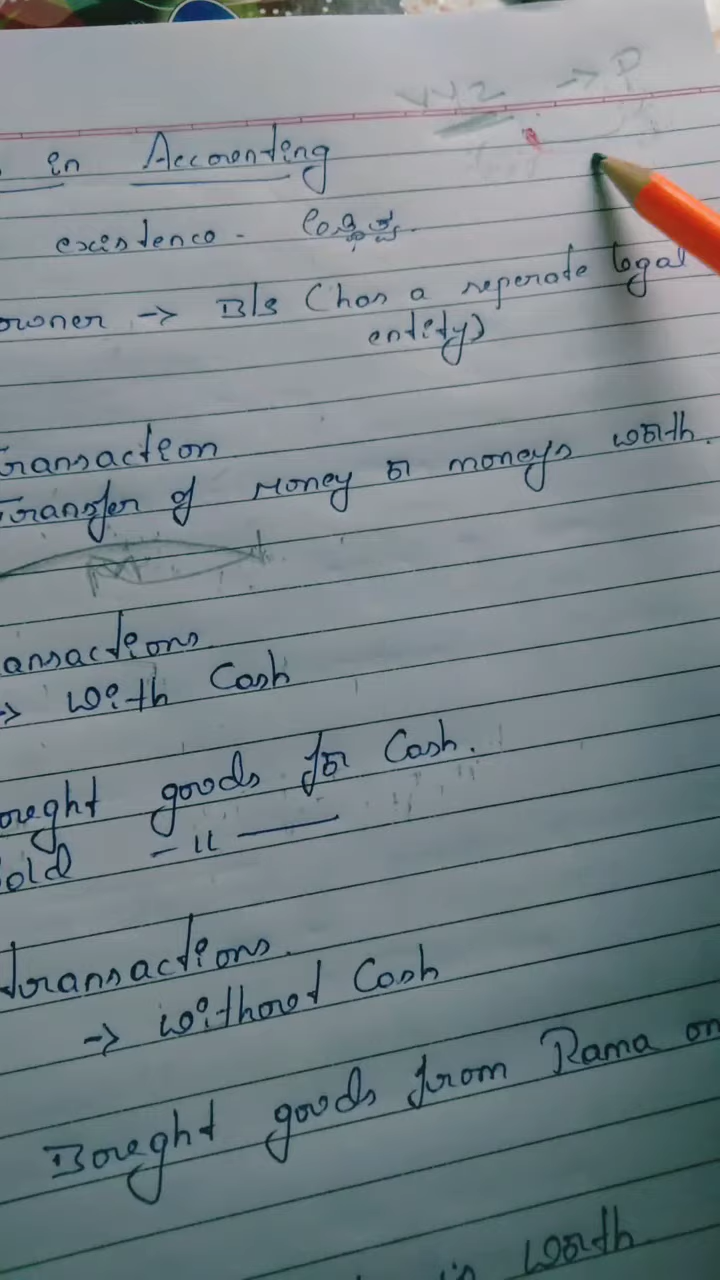 in Accounting
existence -
owner → B/s (has a seperate legal
entity)
Transaction
Transfer of Money or moneys worth.
ansactions
→ With Cash
ought goods for Cash.
old - 11 -
transactions.
→ Without Cash
Bought goods from Rama on
worth